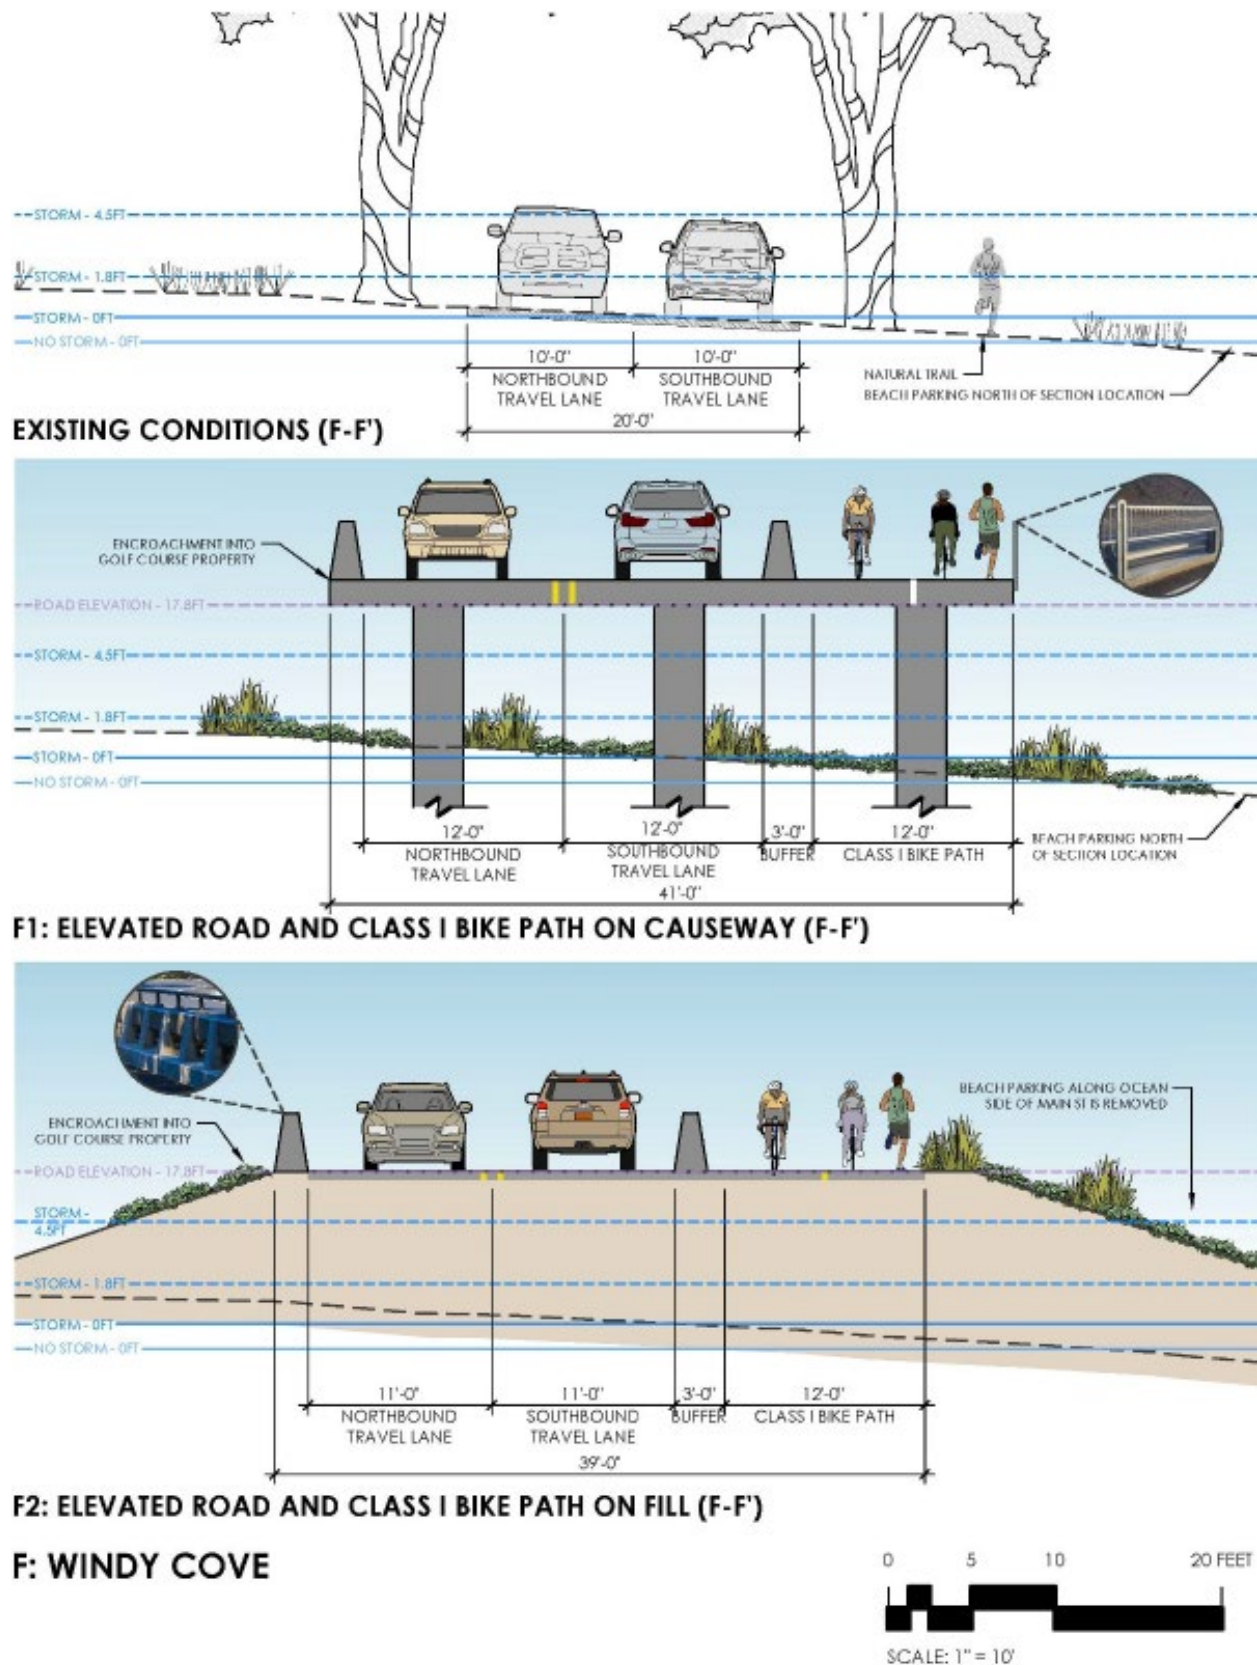 STORM - 4.5FT
STORM - 1.8FT
STORM - 0FT
NO STORM - 0FT
10'-0" 10'-0"
NORTHBOUND TRAVEL LANE
SOUTHBOUND TRAVEL LANE
20'-0"
NATURAL TRAIL
BEACH PARKING NORTH OF SECTION LOCATION
EXISTING CONDITIONS (F-F')
ENCROACHMENT INTO
GOLF COURSE PROPERTY
ROAD ELEVATION - 17.8FT
STORM - 4.5FT
STORM - 1.8FT
STORM - 0FT
NO STORM - 0FT
12'-0" 12'-0" 3'-0" 12'-0"
NORTHBOUND
TRAVEL LANE
SOUTHBOUND
TRAVEL LANE
BUFFER
CLASS I BIKE PATH
41'-0"
BEACH PARKING NORTH
OF SECTION LOCATION
F1: ELEVATED ROAD AND CLASS I BIKE PATH ON CAUSEWAY (F-F')
ENCROACHMENT INTO
GOLF COURSE PROPERTY
BEACH PARKING ALONG OCEAN
SIDE OF MAIN ST IS REMOVED
ROAD ELEVATION - 17.8FT
STORM -
4.5FT
STORM - 1.8FT
STORM - 0FT
NO STORM - 0FT
11'-0" 11'-0" 3'-0" 12'-0"
NORTHBOUND
TRAVEL LANE
SOUTHBOUND
TRAVEL LANE
BUFFER
CLASS I BIKE PATH
39'-0"
F2: ELEVATED ROAD AND CLASS I BIKE PATH ON FILL (F-F')
F: WINDY COVE
0 5 10 20 FEET
SCALE: 1" = 10'